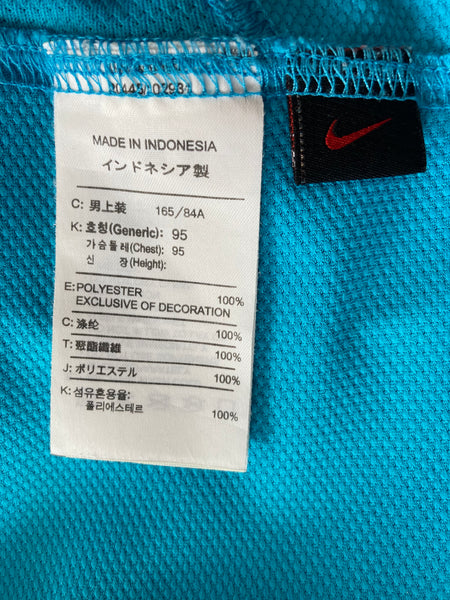 MADE IN INDONESIA
インドネシア製
C: 男上装 165/84A
K: 호칭(Generic): 95
가슴둘레(Chest): 95
신 장(Height):
E: POLYESTER 100%
EXCLUSIVE OF DECORATION
C: 涤纶 100%
T: 聚酯纖維 100%
J: ポリエステル 100%
K: 섬유혼용율:
폴리에스테르 100%